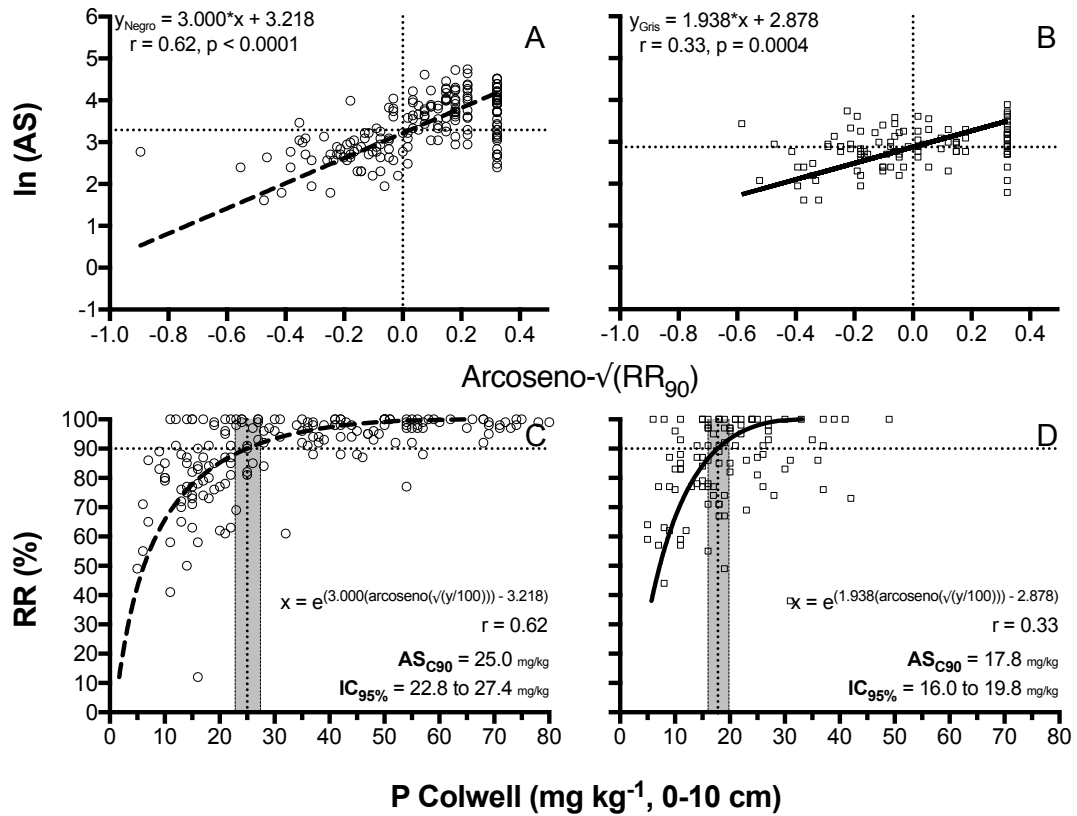 y_Negro = 3.000*x + 3.218
r = 0.62, p < 0.0001
A
y_Gris = 1.938*x + 2.878
r = 0.33, p = 0.0004
B
ln (AS)
6
5
4
3
2
1
0
-1
-1.0 -0.8 -0.6 -0.4 -0.2 0.0 0.2 0.4
-1.0 -0.8 -0.6 -0.4 -0.2 0.0 0.2 0.4
Arcoseno-√(RR90)
RR (%)
100
90
80
70
60
50
40
30
20
10
0
C
x = e(3.000(arcoseno(√(y/100))) - 3.218)
r = 0.62
ASC90 = 25.0 mg/kg
IC95% = 22.8 to 27.4 mg/kg
D
x = e(1.938(arcoseno(√(y/100))) - 2.878)
r = 0.33
ASC90 = 17.8 mg/kg
IC95% = 16.0 to 19.8 mg/kg
0 10 20 30 40 50 60 70 80
0 10 20 30 40 50 60 70 80
P Colwell (mg kg-1, 0-10 cm)